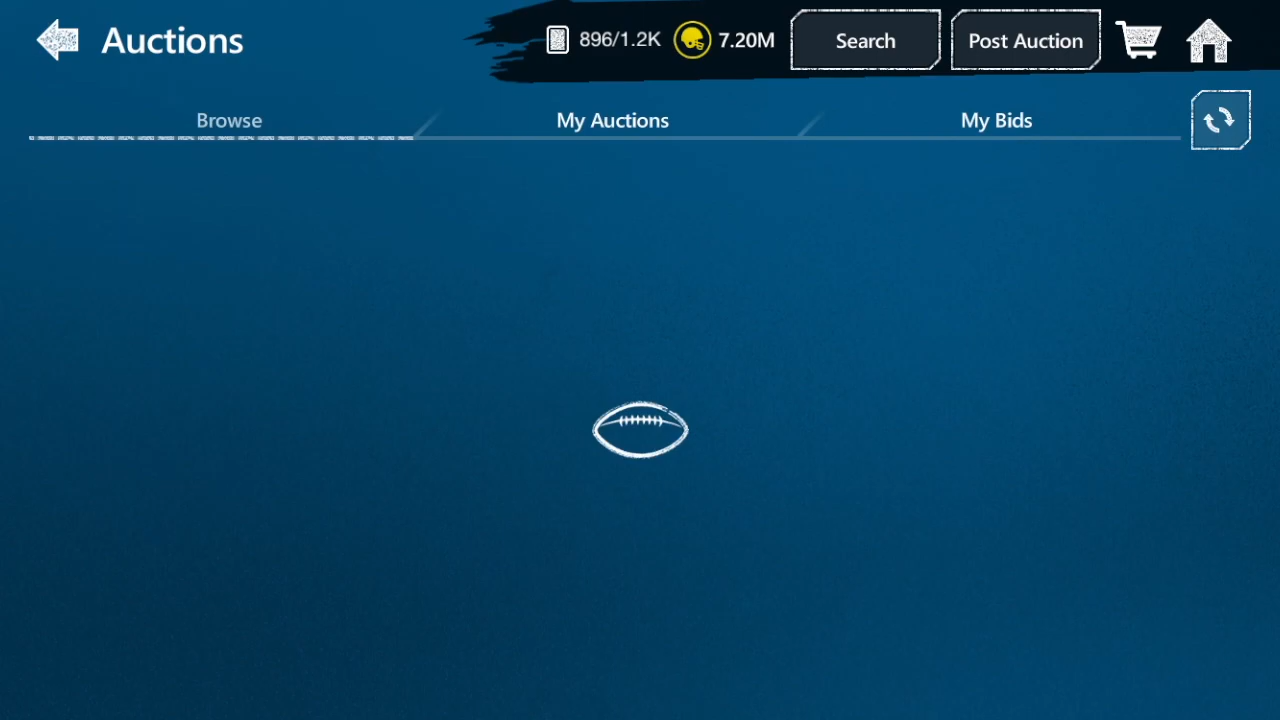 Auctions
896/1.2K
7.20M
Search
Post Auction
Browse
My Auctions
My Bids